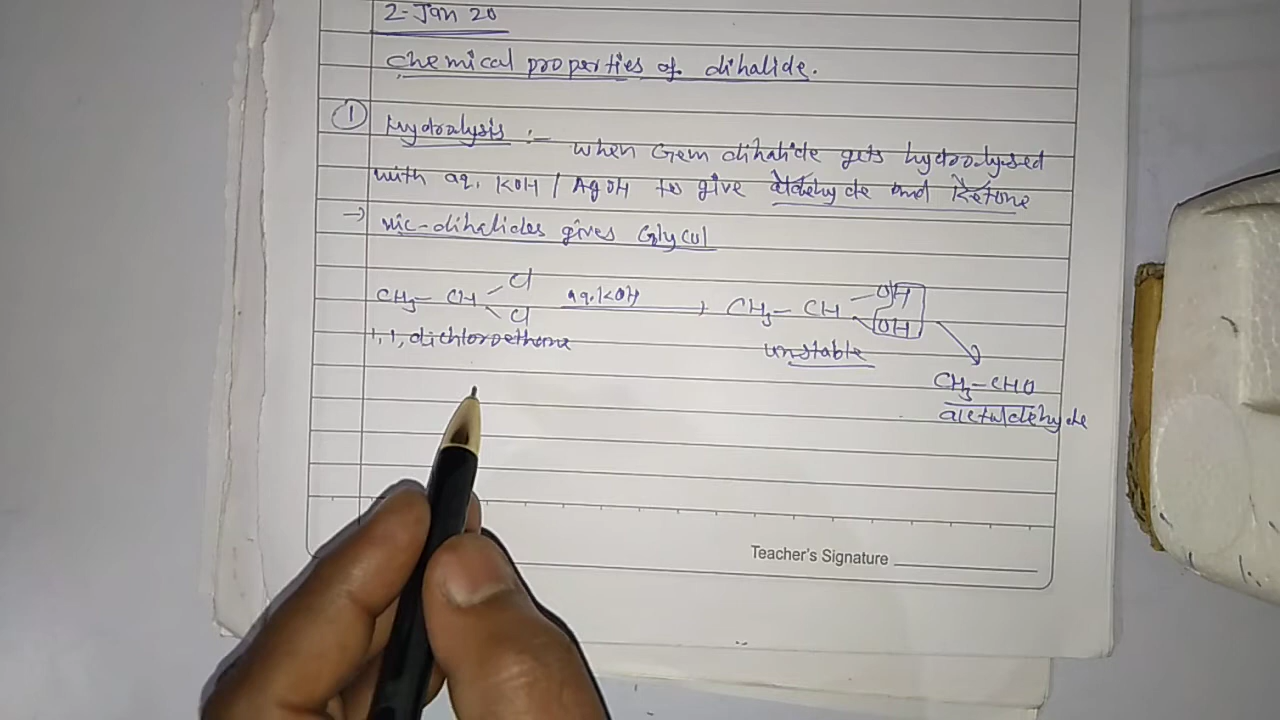 2-Jan 20
Chemical properties of dihalide.
1 Hydrolysis :- when Gem dihalide gets hydrolysed
with aq. KOH / AgOH to give aldehyde and Ketone
→ vic-dihalides gives Glycol
CH3- CH Cl Cl aq.KOH → CH3- CH OH OH
1,1, dichloroethane unstable
CH3-CHO
acetaldehyde
Teacher's Signature